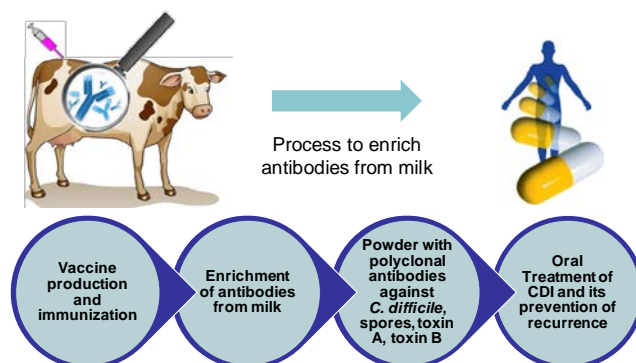 Process to enrich
antibodies from milk
Vaccine
production
and
immunization
Enrichment
of antibodies
from milk
Powder with
polyclonal
antibodies
against
C. difficile,
spores, toxin
A, toxin B
Oral
Treatment of
CDI and its
prevention of
recurrence